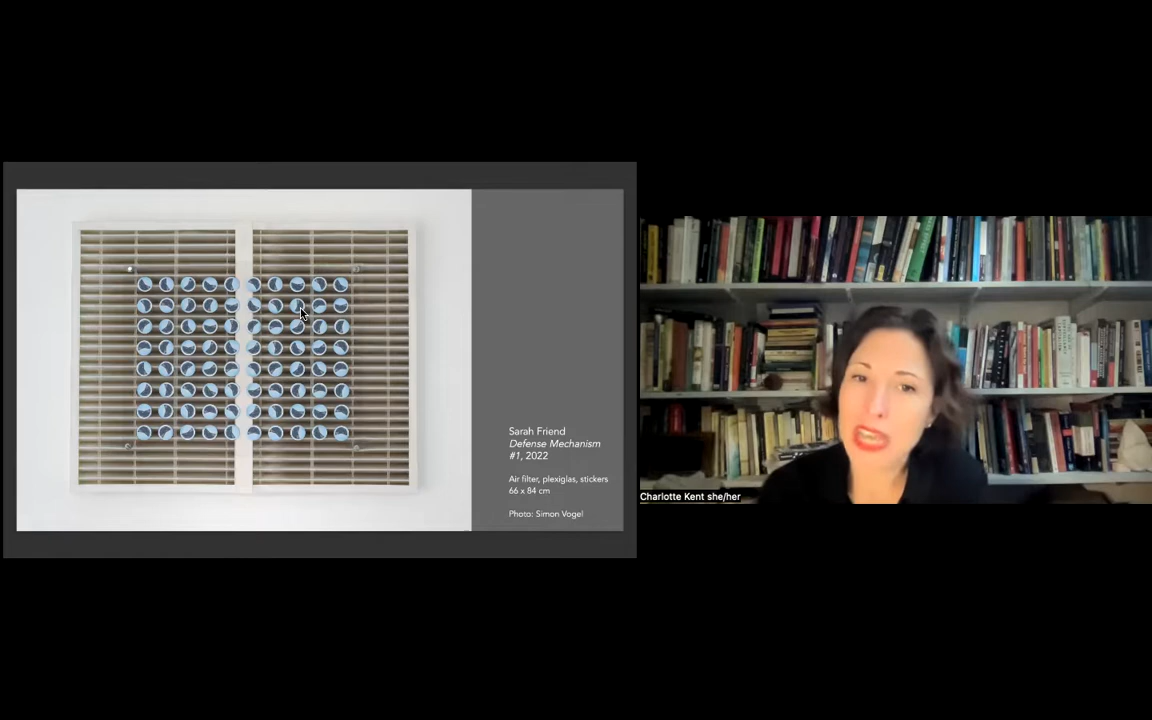 Sarah Friend
Defense Mechanism
#1, 2022
Air filter, plexiglas, stickers
66 x 84 cm
Photo: Simon Vogel
Charlotte Kent she/her